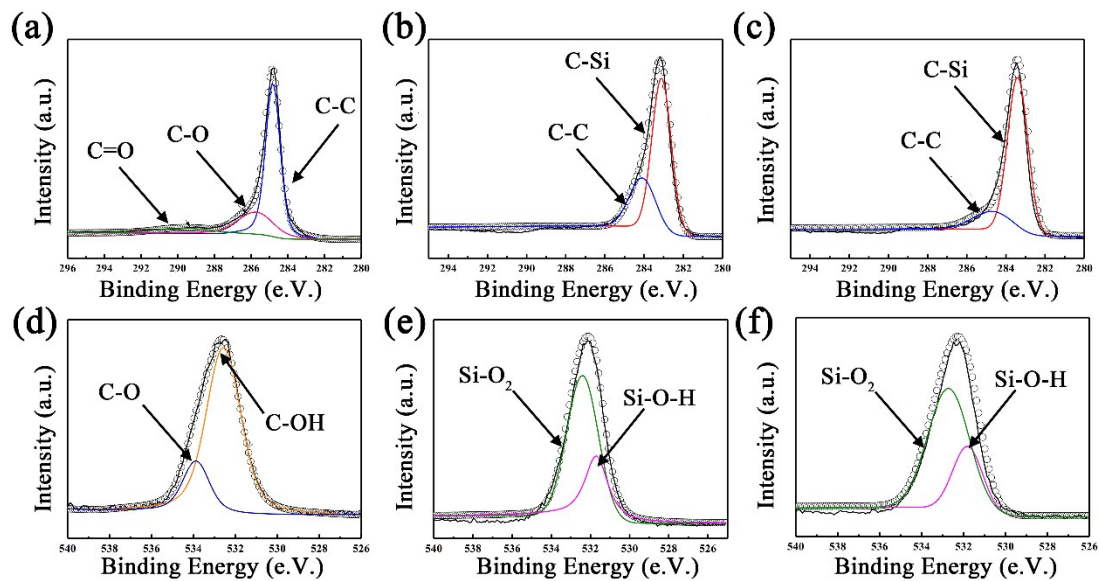 (a)
Intensity (a.u.)
C=O
C-O
C-C
296 294 292 290 288 286 284 282 280
Binding Energy (e.V.)
(b)
Intensity (a.u.)
C-Si
C-C
294 292 290 288 286 284 282 280
Binding Energy (e.V.)
(c)
Intensity (a.u.)
C-Si
C-C
294 292 290 288 286 284 282 280
Binding Energy (e.V.)
(d)
Intensity (a.u.)
C-O
C-OH
540 538 536 534 532 530 528 526
Binding Energy (e.V.)
(e)
Intensity (a.u.)
Si-O₂
Si-O-H
540 538 536 534 532 530 528 526
Binding Energy (e.V.)
(f)
Intensity (a.u.)
Si-O₂
Si-O-H
540 538 536 534 532 530 528 526
Binding Energy (e.V.)